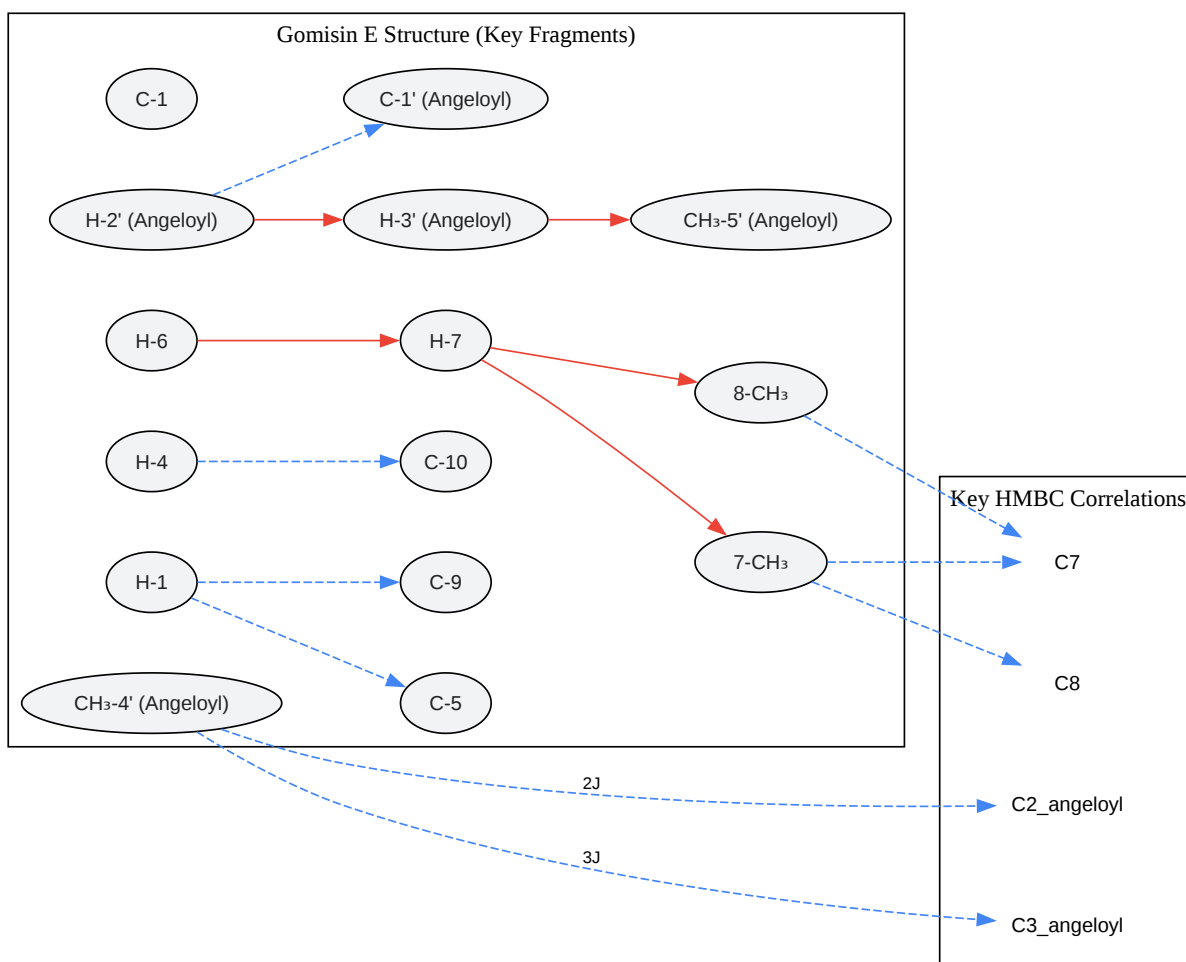 Gomisin E Structure (Key Fragments)
C-1
C-1' (Angeloyl)
H-2' (Angeloyl)
H-3' (Angeloyl)
CH₃-5' (Angeloyl)
H-6
H-7
8-CH₃
H-4
C-10
Key HMBC Correlations
H-1
C-9
7-CH₃
C7
CH₃-4' (Angeloyl)
C-5
C8
2J
C2_angeloyl
3J
C3_angeloyl